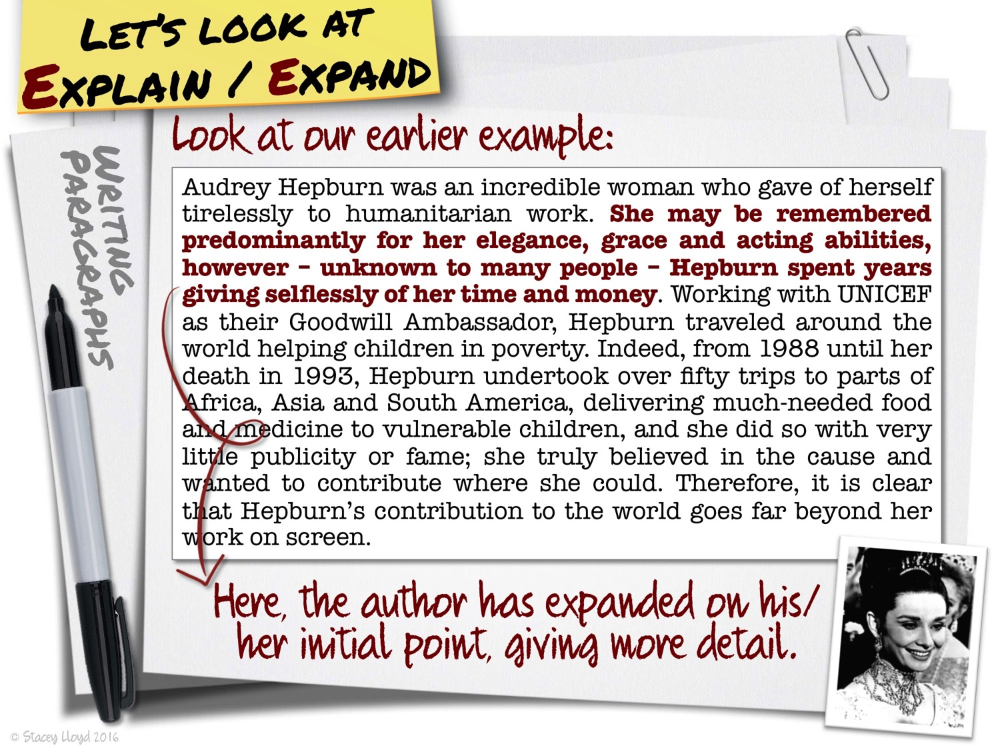 LET'S LOOK AT
EXPLAIN / EXPAND
WRITING
PARAGRAPHS
Look at our earlier example:
Audrey Hepburn was an incredible woman who gave of herself
tirelessly to humanitarian work. She may be remembered
predominantly for her elegance, grace and acting abilities,
however – unknown to many people – Hepburn spent years
giving selflessly of her time and money. Working with UNICEF
as their Goodwill Ambassador, Hepburn traveled around the
world helping children in poverty. Indeed, from 1988 until her
death in 1993, Hepburn undertook over fifty trips to parts of
Africa, Asia and South America, delivering much-needed food
and medicine to vulnerable children, and she did so with very
little publicity or fame; she truly believed in the cause and
wanted to contribute where she could. Therefore, it is clear
that Hepburn's contribution to the world goes far beyond her
work on screen.
Here, the author has expanded on his/
her initial point, giving more detail.
© Stacey Lloyd 2016